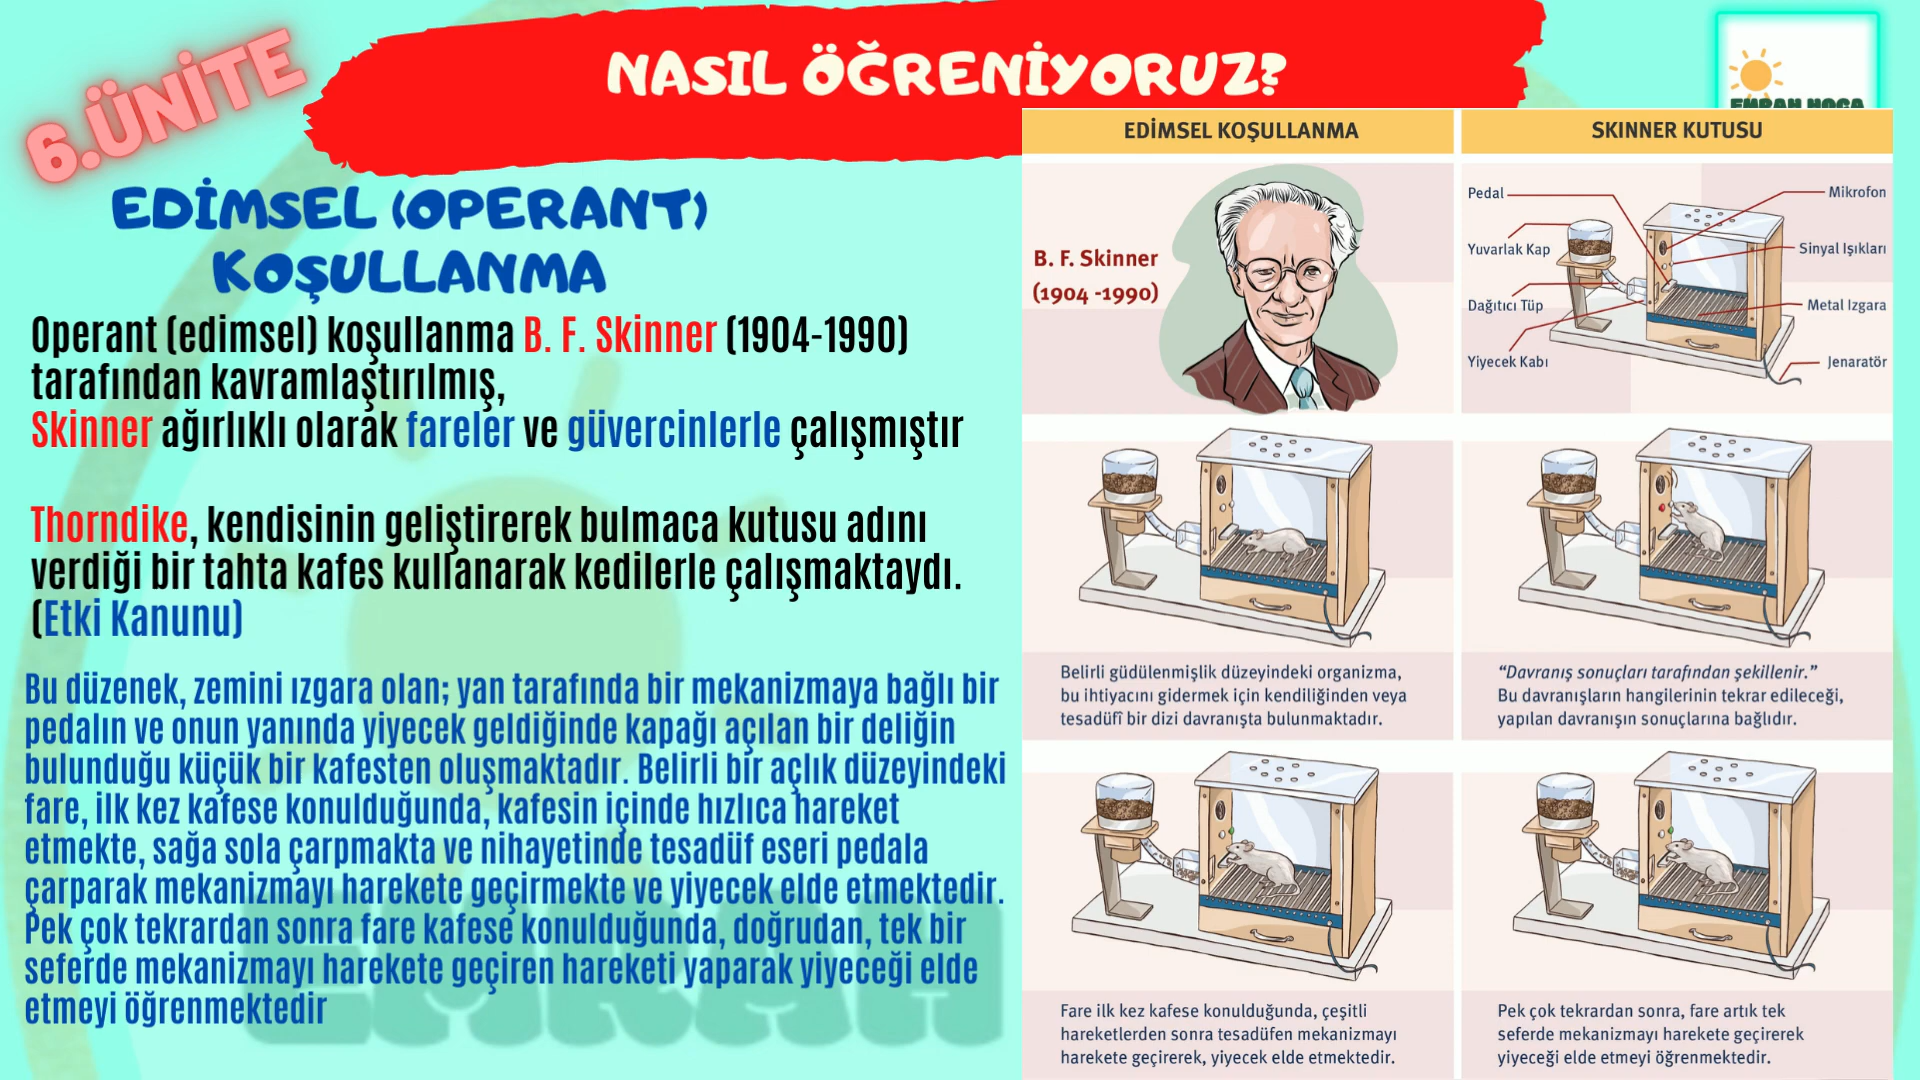 6.ÜNİTE
NASIL ÖĞRENİYORUZ?
EMRAH HOCA
EDİMSEL (OPERANT)
KOŞULLANMA
Operant (edimsel) koşullanma B. F. Skinner (1904-1990)
tarafından kavramlaştırılmış,
Skinner ağırlıklı olarak fareler ve güvercinlerle çalışmıştır
Thorndike, kendisinin geliştirerek bulmaca kutusu adını
verdiği bir tahta kafes kullanarak kedilerle çalışmaktaydı.
(Etki Kanunu)
Bu düzenek, zemini ızgara olan; yan tarafında bir mekanizmaya bağlı bir
pedalın ve onun yanında yiyecek geldiğinde kapağı açılan bir deliğin
bulunduğu küçük bir kafesten oluşmaktadır. Belirli bir açlık düzeyindeki
fare, ilk kez kafese konulduğunda, kafesin içinde hızlıca hareket
etmekte, sağa sola çarpmakta ve nihayetinde tesadüf eseri pedala
çarparak mekanizmayı harekete geçirmekte ve yiyecek elde etmektedir.
Pek çok tekrardan sonra fare kafese konulduğunda, doğrudan, tek bir
seferde mekanizmayı harekete geçiren hareketi yaparak yiyeceği elde
etmeyi öğrenmektedir
EMRAH
EDİMSEL KOŞULLANMA
SKINNER KUTUSU
B. F. Skinner
(1904 -1990)
Pedal
Mikrofon
Yuvarlak Kap
Sinyal Işıkları
Dağıtıcı Tüp
Metal Izgara
Yiyecek Kabı
Jenaratör
Belirli güdülenmişlik düzeyindeki organizma,
bu ihtiyacını gidermek için kendiliğinden veya
tesadüfî bir dizi davranışta bulunmaktadır.
“Davranış sonuçları tarafından şekillenir.”
Bu davranışların hangilerinin tekrar edileceği,
yapılan davranışın sonuçlarına bağlıdır.
Fare ilk kez kafese konulduğunda, çeşitli
hareketlerden sonra tesadüfen mekanizmayı
harekete geçirerek, yiyecek elde etmektedir.
Pek çok tekrardan sonra, fare artık tek
seferde mekanizmayı harekete geçirerek
yiyeceği elde etmeyi öğrenmektedir.